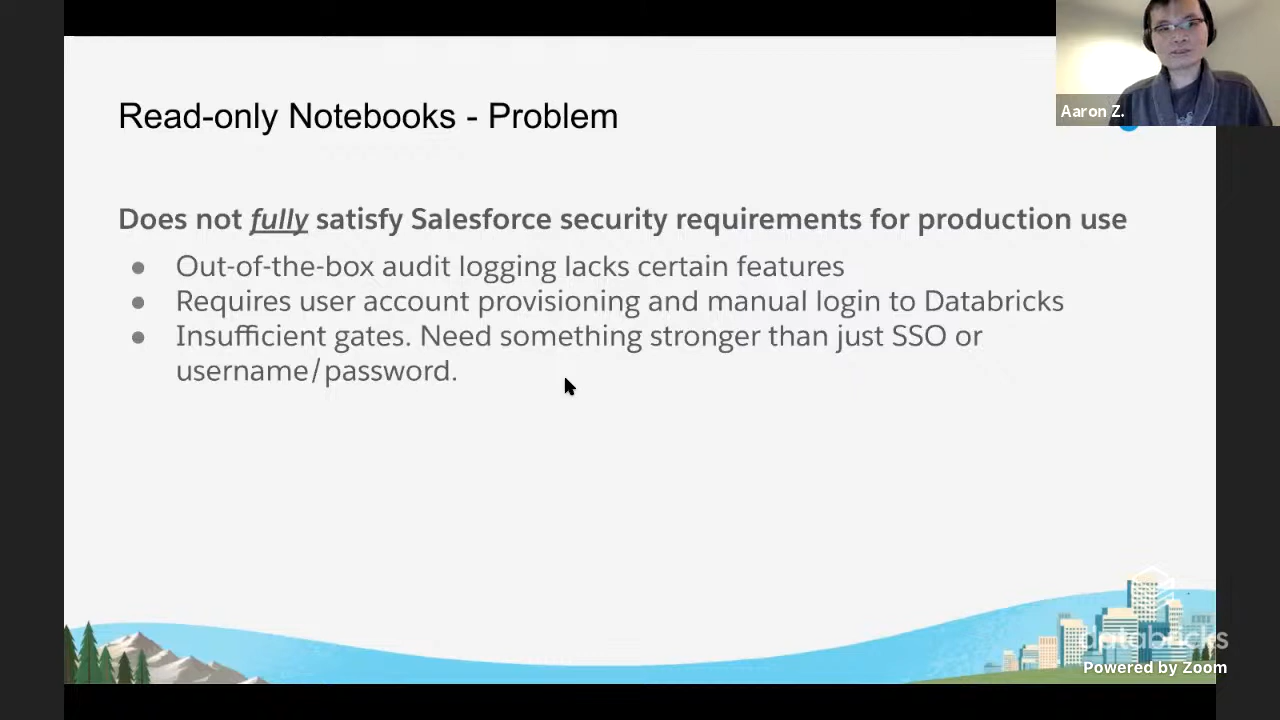 Aaron Z.
Read-only Notebooks - Problem
Does not fully satisfy Salesforce security requirements for production use
● Out-of-the-box audit logging lacks certain features
● Requires user account provisioning and manual login to Databricks
● Insufficient gates. Need something stronger than just SSO or
username/password.
databricks
Powered by Zoom